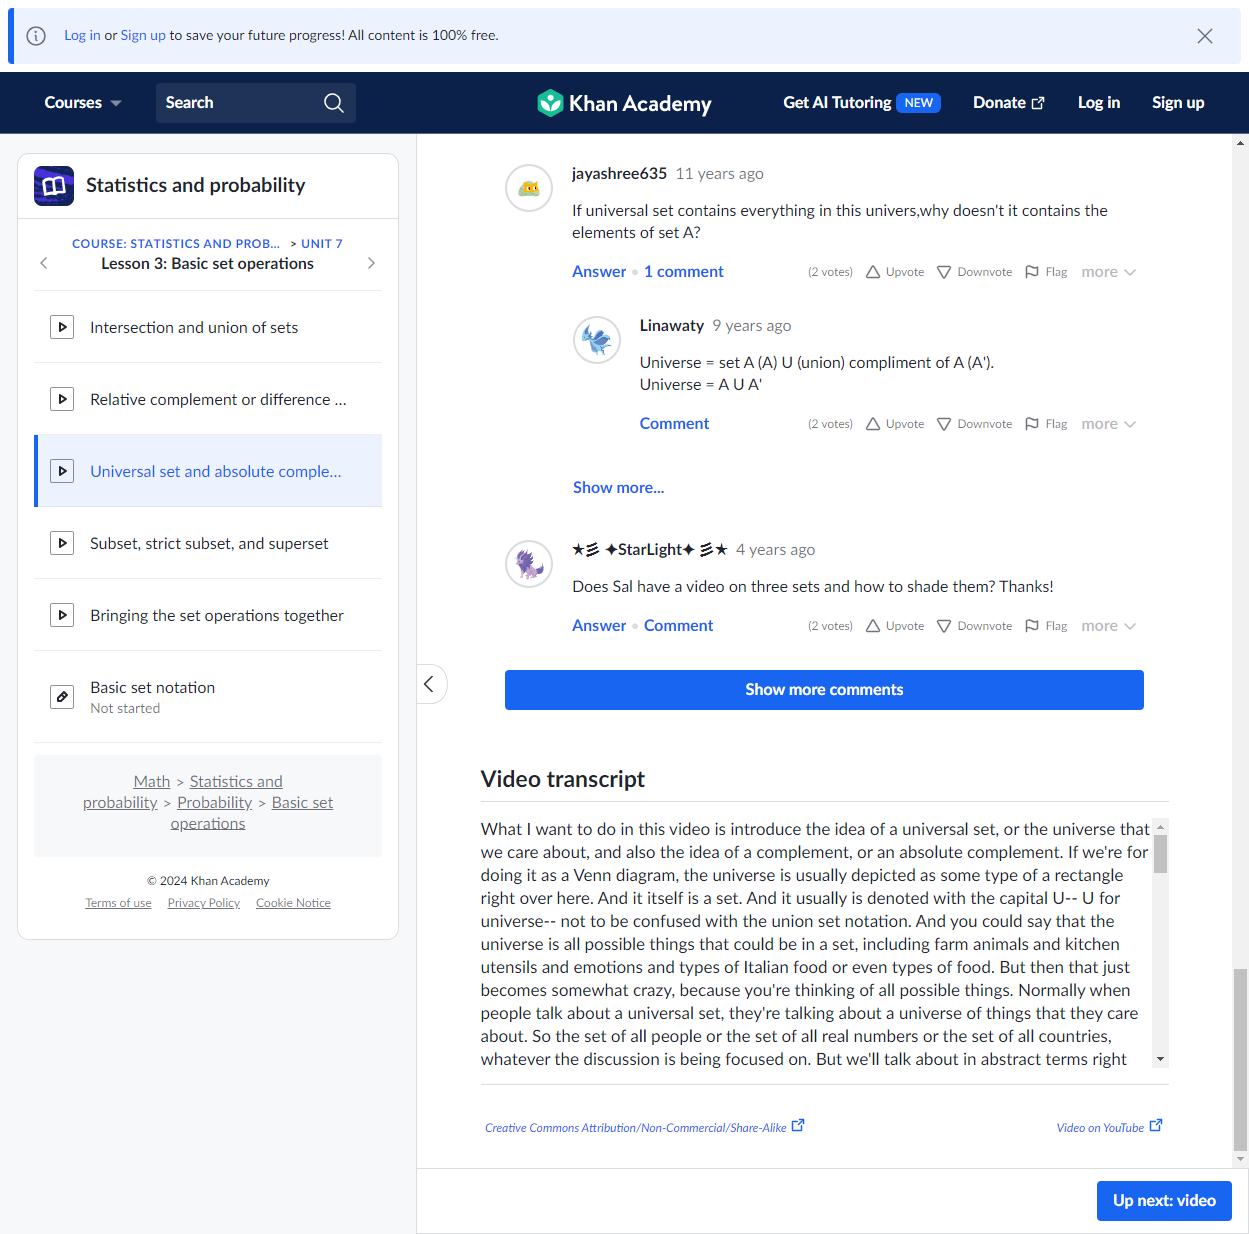 Log in or Sign up to save your future progress! All content is 100% free.
Courses
Search
Khan Academy
Get AI Tutoring NEW
Donate
Log in
Sign up
Statistics and probability
COURSE: STATISTICS AND PROB... > UNIT 7
Lesson 3: Basic set operations
Intersection and union of sets
Relative complement or difference ...
Universal set and absolute comple...
Subset, strict subset, and superset
Bringing the set operations together
Basic set notation
Not started
Math > Statistics and
probability > Probability > Basic set
operations
© 2024 Khan Academy
Terms of use Privacy Policy Cookie Notice
jayashree635 11 years ago
If universal set contains everything in this univers,why doesn't it contains the
elements of set A?
Answer • 1 comment (2 votes) Upvote Downvote Flag more
Linawaty 9 years ago
Universe = set A (A) U (union) compliment of A (A').
Universe = A U A'
Comment (2 votes) Upvote Downvote Flag more
Show more...
★彡 ✦StarLight✦ 彡★ 4 years ago
Does Sal have a video on three sets and how to shade them? Thanks!
Answer • Comment (2 votes) Upvote Downvote Flag more
Show more comments
Video transcript
What I want to do in this video is introduce the idea of a universal set, or the universe that
we care about, and also the idea of a complement, or an absolute complement. If we're for
doing it as a Venn diagram, the universe is usually depicted as some type of a rectangle
right over here. And it itself is a set. And it usually is denoted with the capital U-- U for
universe-- not to be confused with the union set notation. And you could say that the
universe is all possible things that could be in a set, including farm animals and kitchen
utensils and emotions and types of Italian food or even types of food. But then that just
becomes somewhat crazy, because you're thinking of all possible things. Normally when
people talk about a universal set, they're talking about a universe of things that they care
about. So the set of all people or the set of all real numbers or the set of all countries,
whatever the discussion is being focused on. But we'll talk about in abstract terms right
Creative Commons Attribution/Non-Commercial/Share-Alike
Video on YouTube
Up next: video